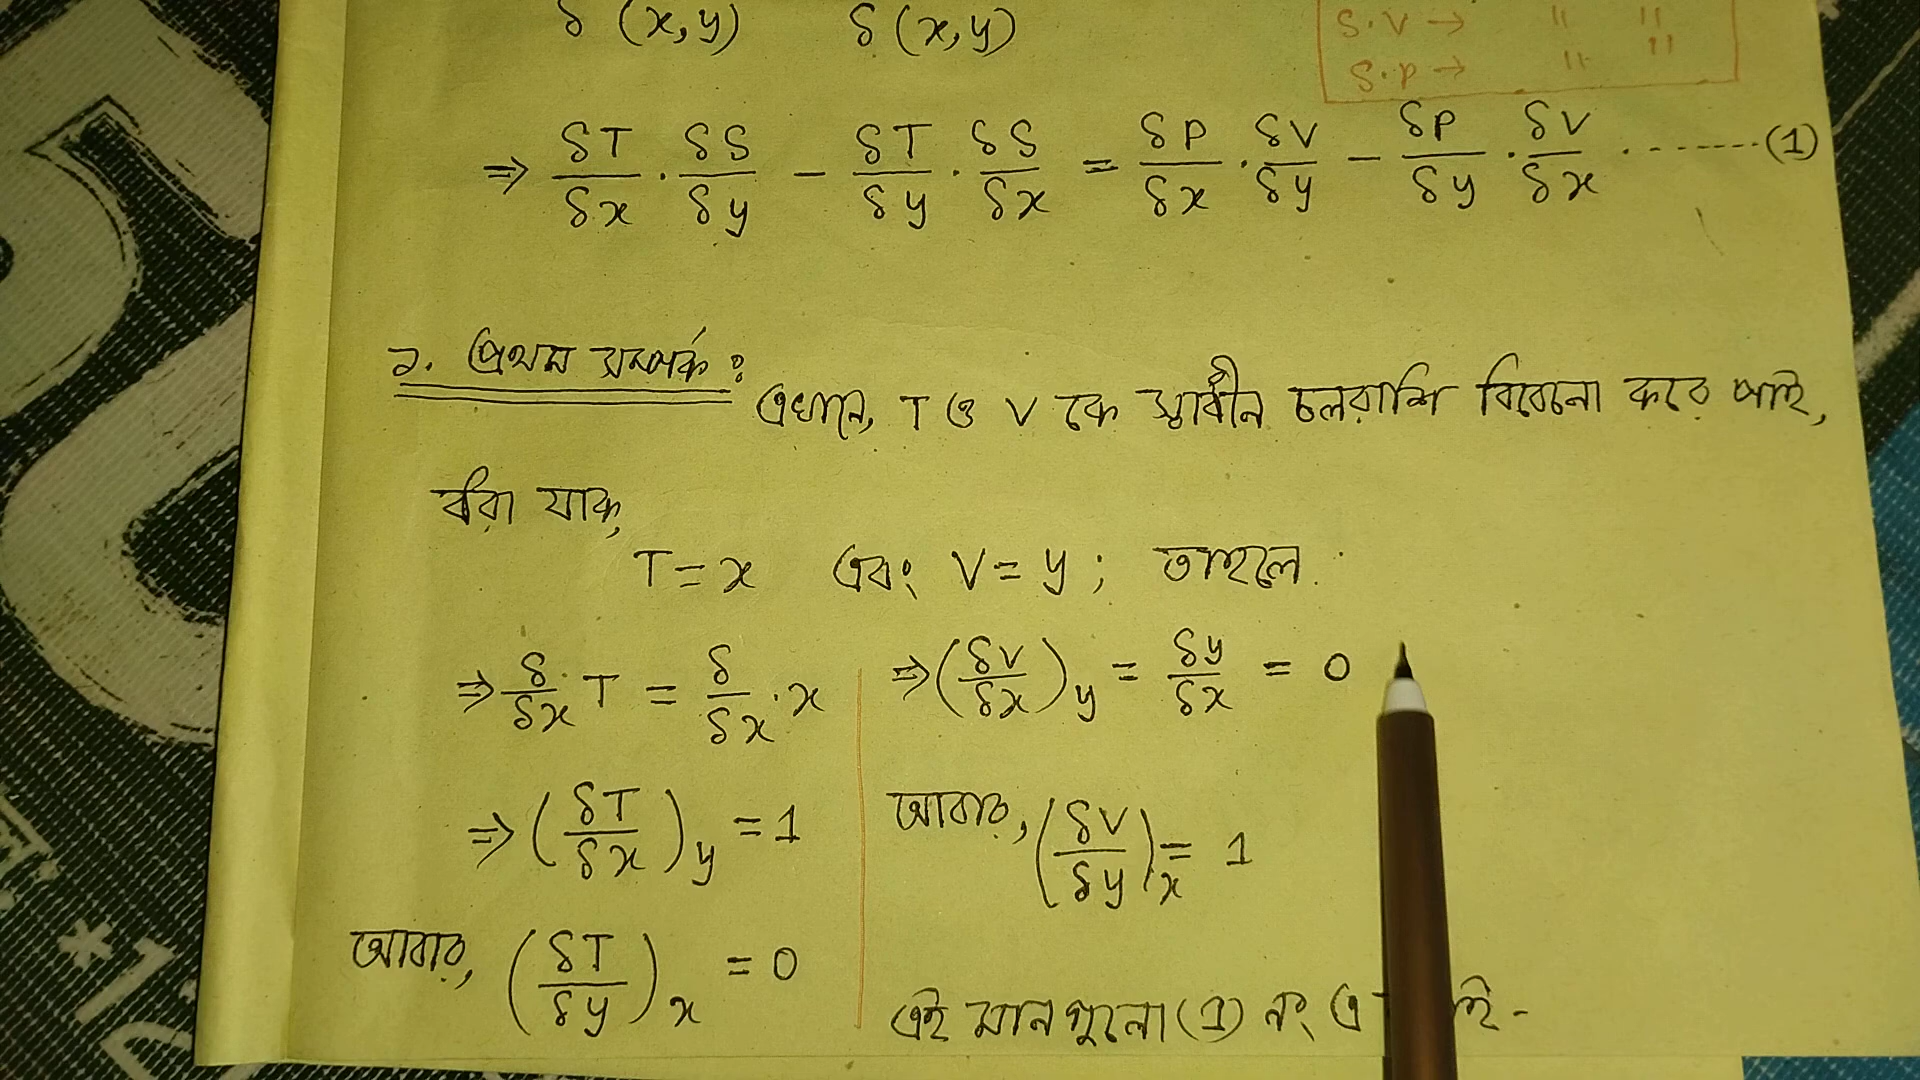 δ (x,y)   δ (x,y)
S.V → " "
S.P → " "
⇒ δT/δx · δS/δy − δT/δy · δS/δx = δP/δx · δV/δy − δP/δy · δV/δx .......(1)
১. প্রথম সম্পর্ক : এখানে, T ও V কে স্বাধীন চলরাশি বিবেচনা করে পাই,
ধরা যাক,
T = x এবং V = y ; তাহলে
⇒ δ/δx T = δ/δx · x
⇒ (δT/δx)y = 1
আবার, (δT/δy)x = 0
⇒ (δV/δx)y = δy/δx = 0
আবার, (δV/δy)x = 1
এই মানগুলো (1) নং এ